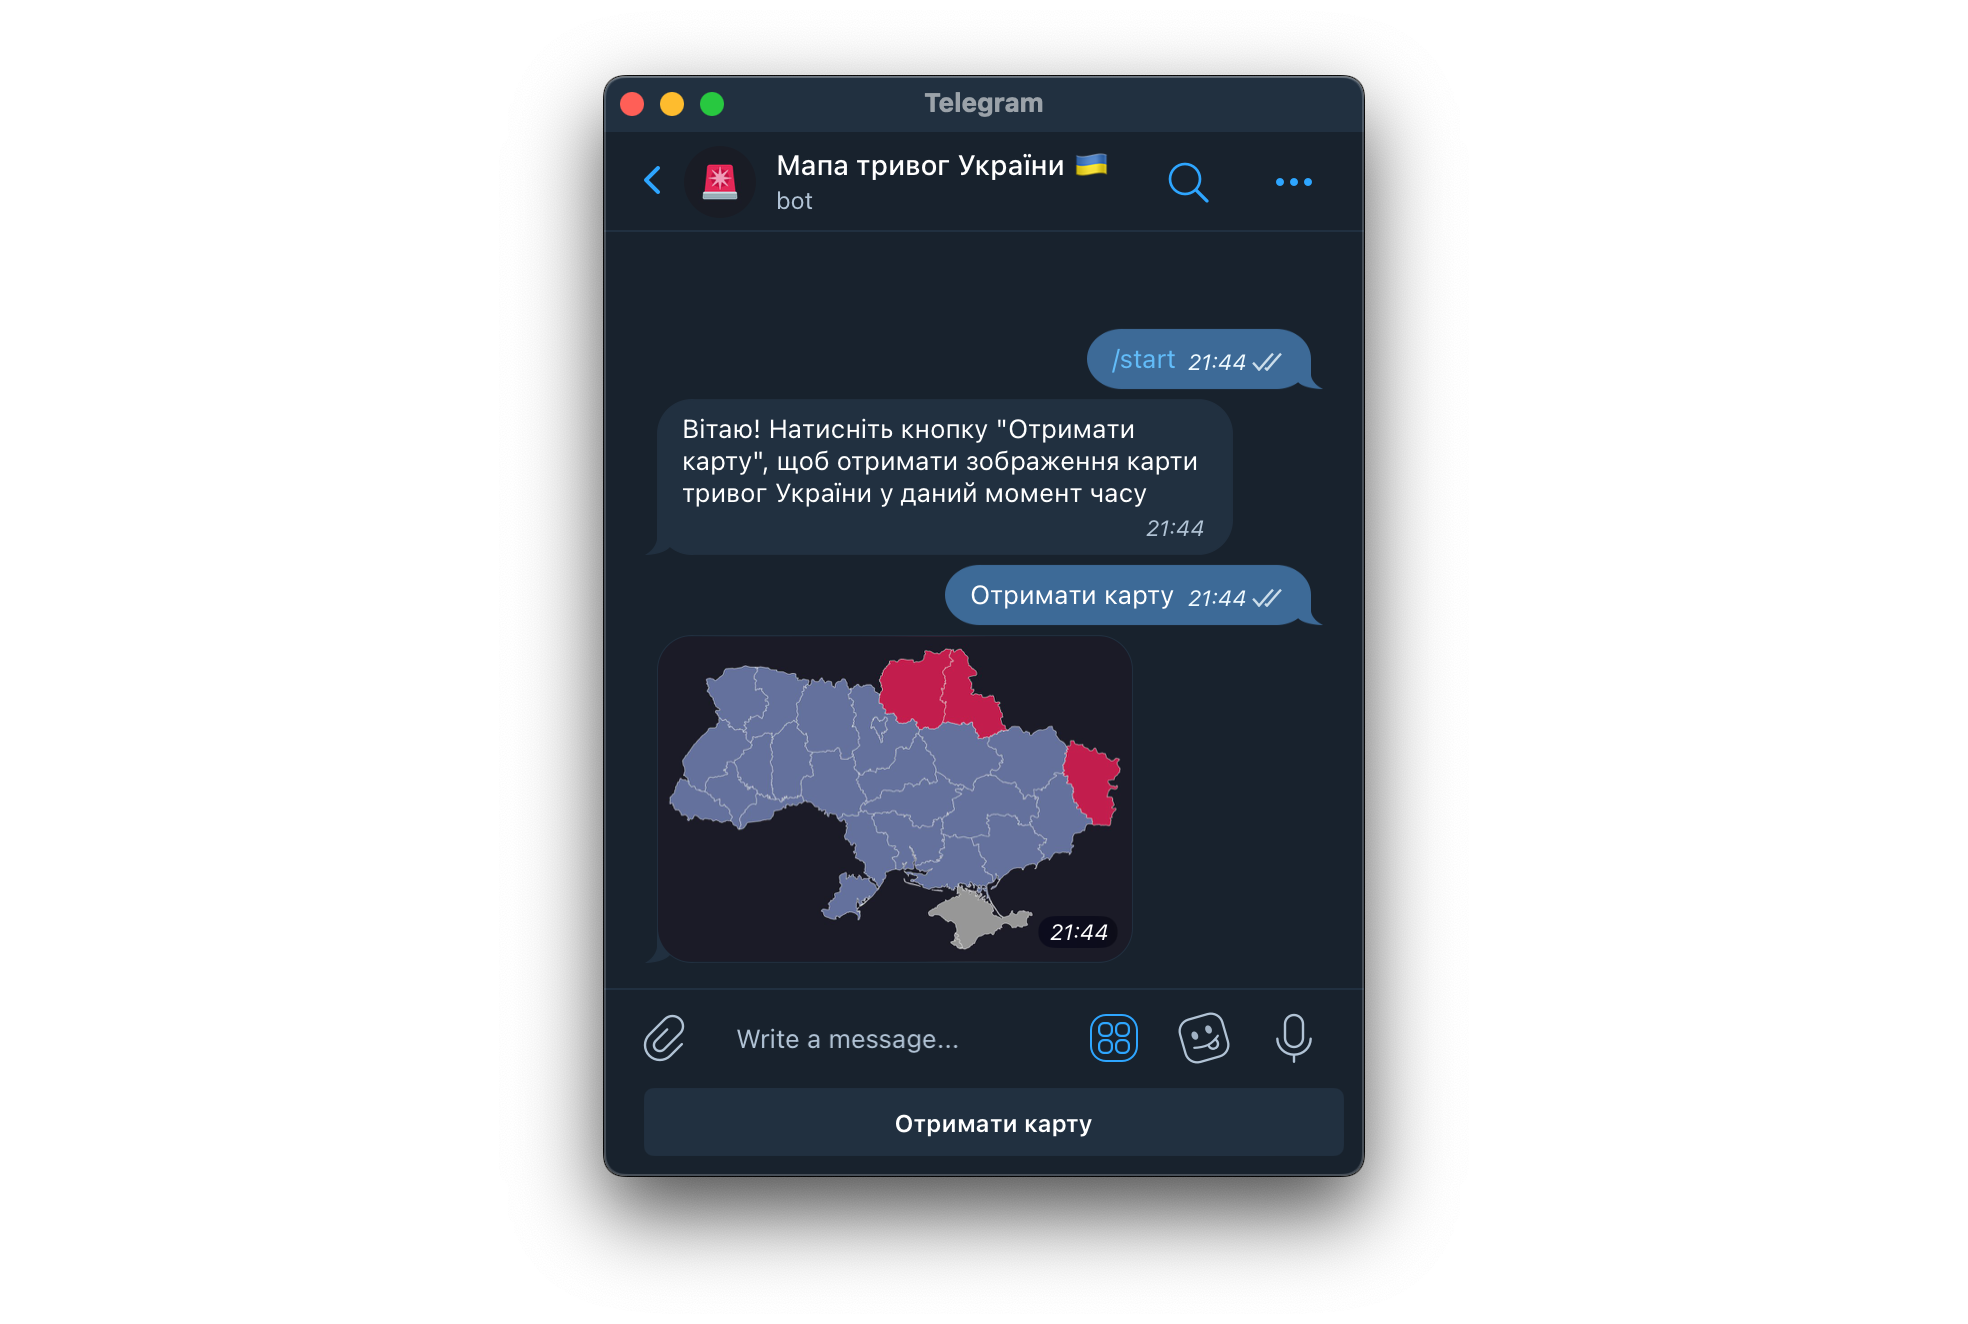 Telegram
Мапа тривог України 🇺🇦
bot
/start 21:44
Вітаю! Натисніть кнопку "Отримати
карту", щоб отримати зображення карти
тривог України у даний момент часу
21:44
Отримати карту 21:44
21:44
Write a message...
Отримати карту